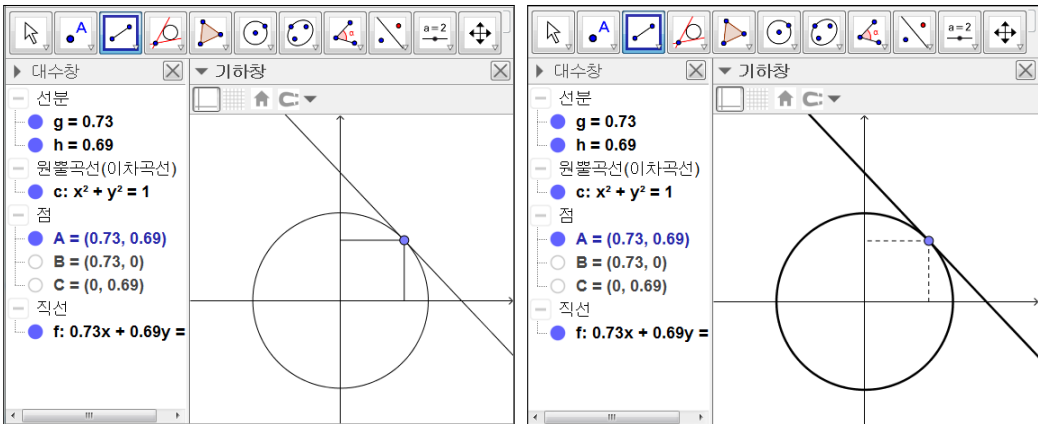 A
α
a=2
▶ 대수창
선분
g = 0.73
h = 0.69
원뿔곡선(이차곡선)
c: x² + y² = 1
점
A = (0.73, 0.69)
B = (0.73, 0)
C = (0, 0.69)
직선
f: 0.73x + 0.69y =
▼ 기하창
A
α
a=2
▶ 대수창
선분
g = 0.73
h = 0.69
원뿔곡선(이차곡선)
c: x² + y² = 1
점
A = (0.73, 0.69)
B = (0.73, 0)
C = (0, 0.69)
직선
f: 0.73x + 0.69y =
▼ 기하창